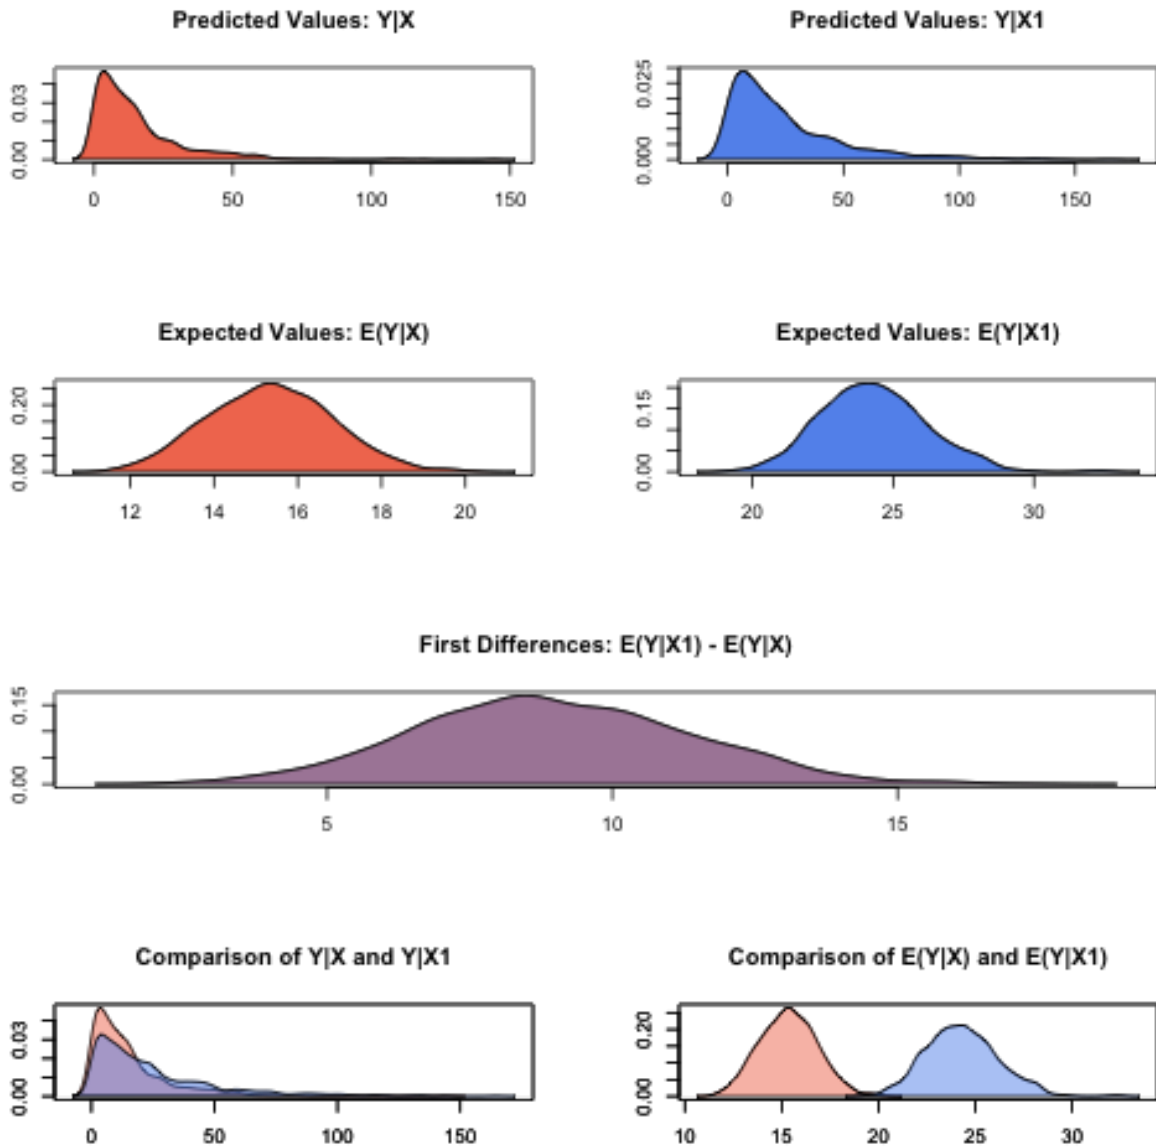 Predicted Values: Y|X
0.00 0.03
0 50 100 150
Predicted Values: Y|X1
0.000 0.025
0 50 100 150
Expected Values: E(Y|X)
0.00 0.20
12 14 16 18 20
Expected Values: E(Y|X1)
0.00 0.15
20 25 30
First Differences: E(Y|X1) - E(Y|X)
0.00 0.15
5 10 15
Comparison of Y|X and Y|X1
0.00 0.03
0 50 100 150
Comparison of E(Y|X) and E(Y|X1)
0.00 0.20
10 15 20 25 30